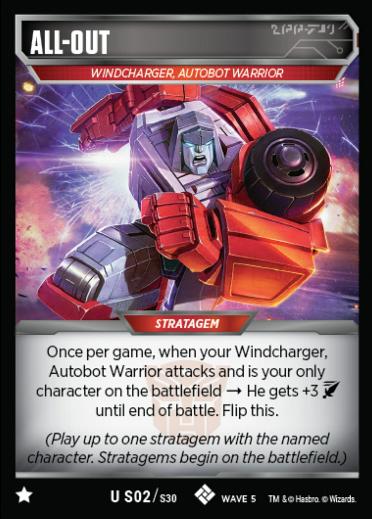 ALL-OUT
WINDCHARGER, AUTOBOT WARRIOR
STRATAGEM
Once per game, when your Windcharger,
Autobot Warrior attacks and is your only
character on the battlefield → He gets +3
until end of battle. Flip this.
(Play up to one stratagem with the named
character. Stratagems begin on the battlefield.)
U S02/S30 WAVE 5 TM & © Hasbro. © Wizards.